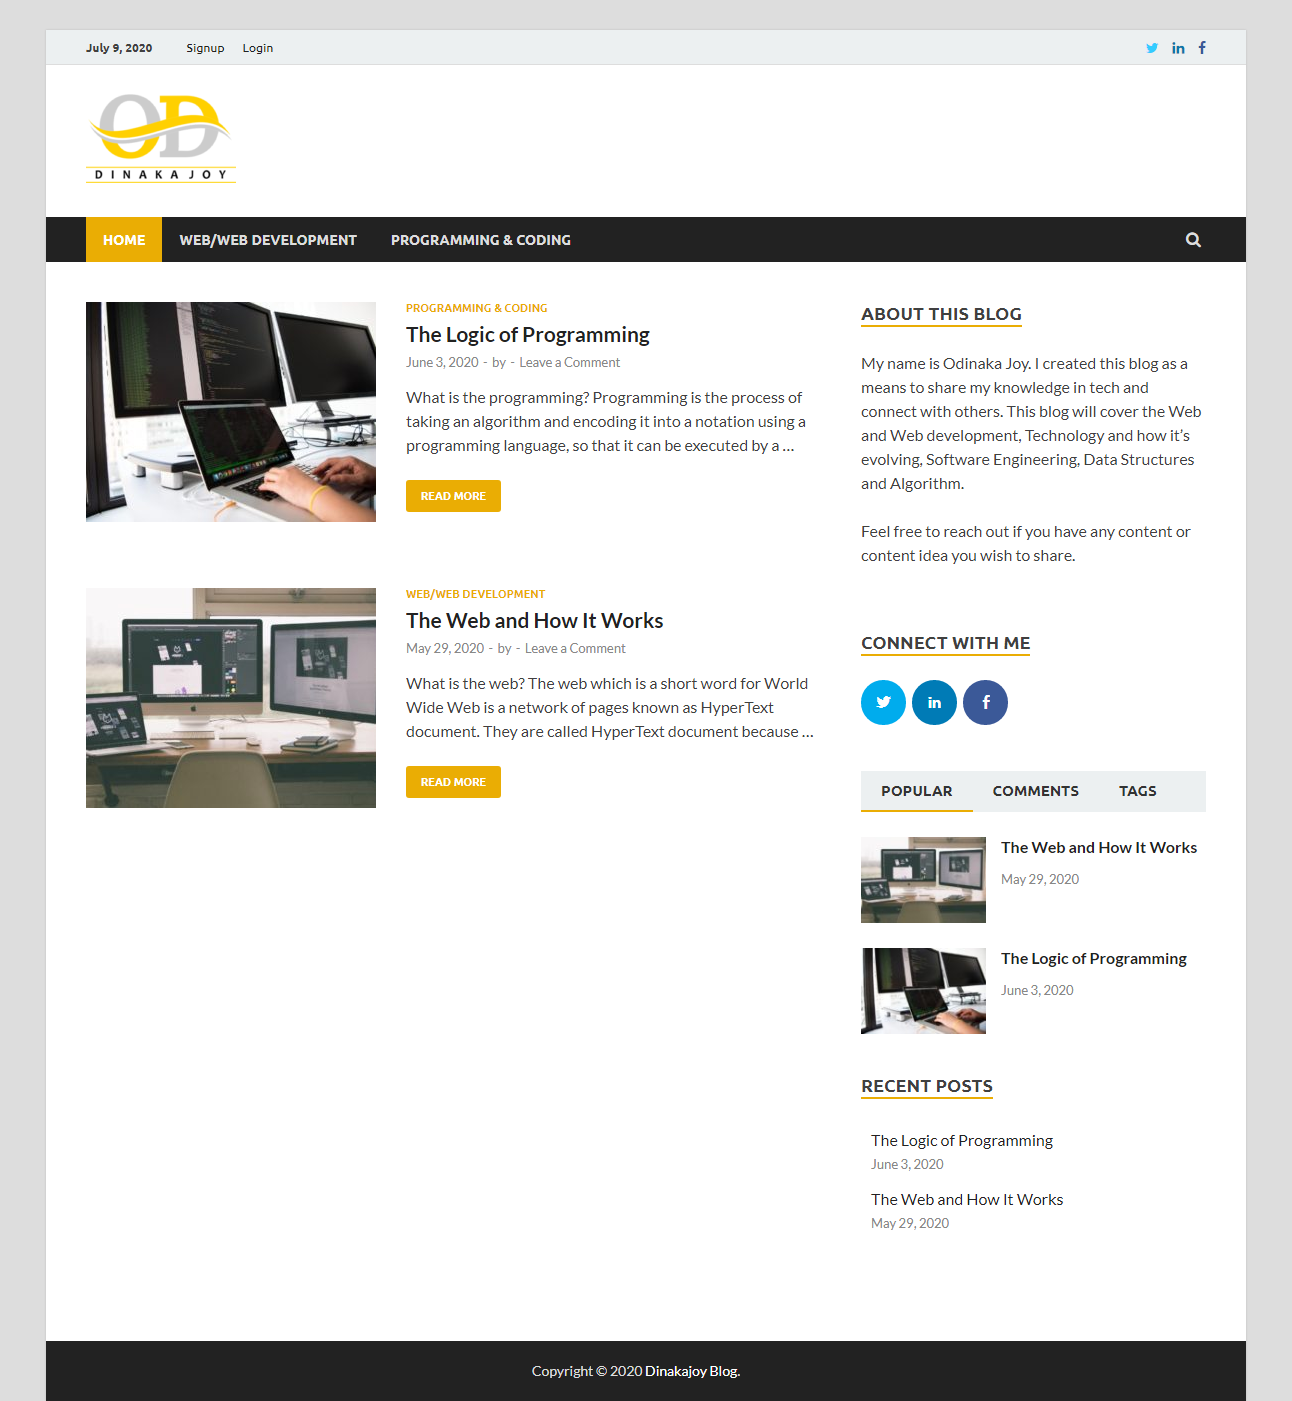 July 9, 2020 Signup Login
OD
DINAKAJOY
HOME WEB/WEB DEVELOPMENT PROGRAMMING & CODING
PROGRAMMING & CODING
The Logic of Programming
June 3, 2020 - by - Leave a Comment
What is the programming? Programming is the process of
taking an algorithm and encoding it into a notation using a
programming language, so that it can be executed by a …
READ MORE
WEB/WEB DEVELOPMENT
The Web and How It Works
May 29, 2020 - by - Leave a Comment
What is the web? The web which is a short word for World
Wide Web is a network of pages known as HyperText
document. They are called HyperText document because …
READ MORE
ABOUT THIS BLOG
My name is Odinaka Joy. I created this blog as a
means to share my knowledge in tech and
connect with others. This blog will cover the Web
and Web development, Technology and how it’s
evolving, Software Engineering, Data Structures
and Algorithm.
Feel free to reach out if you have any content or
content idea you wish to share.
CONNECT WITH ME
POPULAR COMMENTS TAGS
The Web and How It Works
May 29, 2020
The Logic of Programming
June 3, 2020
RECENT POSTS
The Logic of Programming
June 3, 2020
The Web and How It Works
May 29, 2020
Copyright © 2020 Dinakajoy Blog.